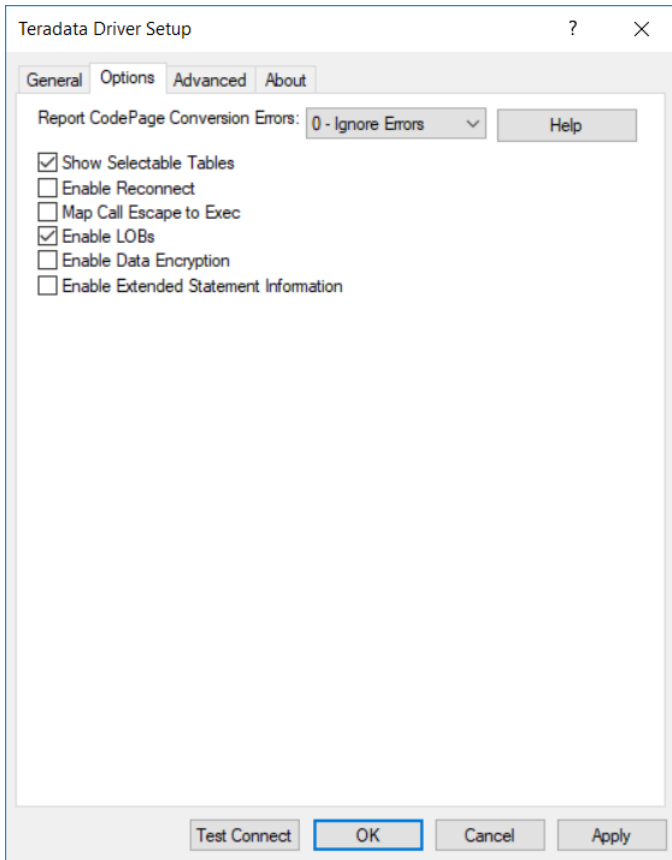 Teradata Driver Setup ?
General Options Advanced About
Report CodePage Conversion Errors: 0 - Ignore Errors Help
Show Selectable Tables
Enable Reconnect
Map Call Escape to Exec
Enable LOBs
Enable Data Encryption
Enable Extended Statement Information
Test Connect OK Cancel Apply